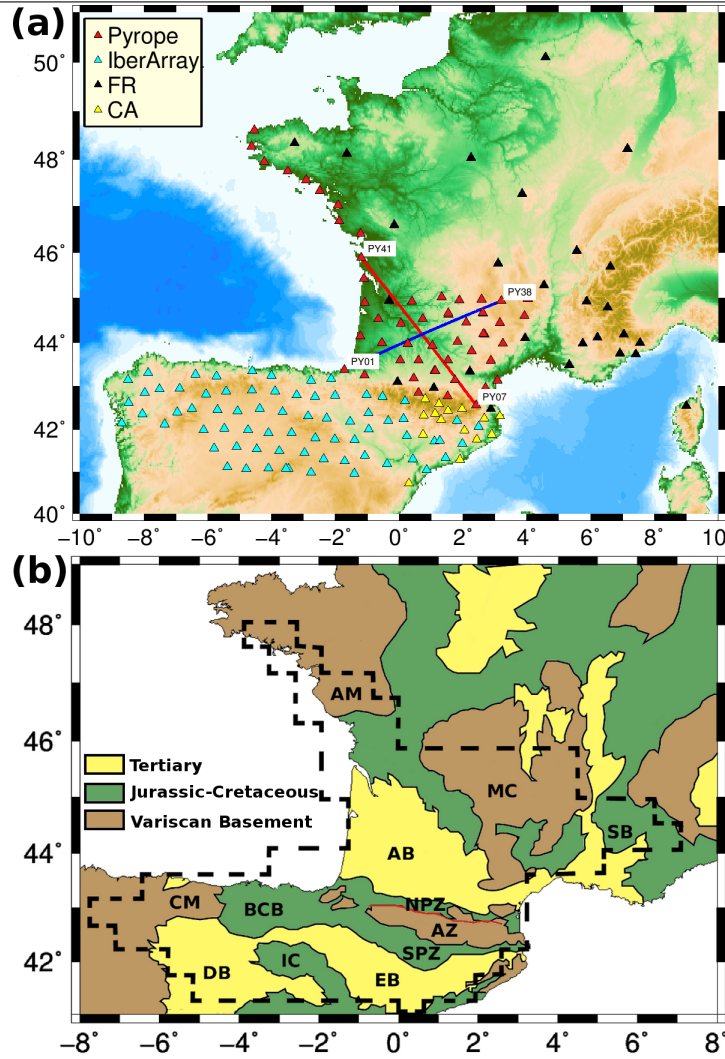 (a)
Pyrope
IberArray
FR
CA
50˚
48˚
46˚
44˚
42˚
40˚
PY41
PY38
PY01
PY07
−10˚ −8˚ −6˚ −4˚ −2˚ 0˚ 2˚ 4˚ 6˚ 8˚ 10
(b)
48˚
46˚
44˚
42˚
AM
Tertiary
Jurassic-Cretaceous
Variscan Basement
MC
SB
AB
CM
BCB
NPZ
AZ
SPZ
IC
DB
EB
−8˚ −6˚ −4˚ −2˚ 0˚ 2˚ 4˚ 6˚ 8˚